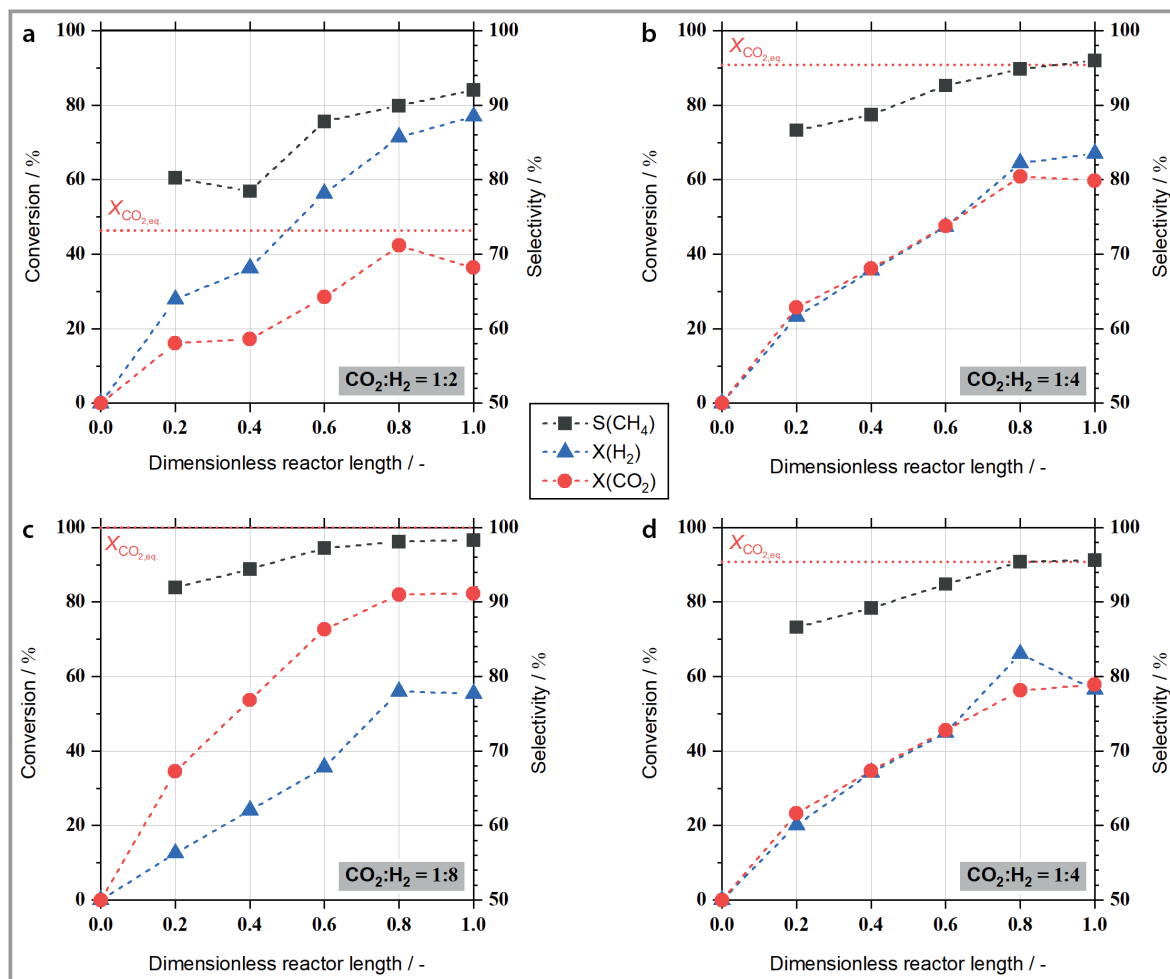 a
100
80
60
40
20
0
Conversion / %
X_CO2,eq.
CO2:H2 = 1:2
100
90
80
70
60
50
Selectivity / %
0.0 0.2 0.4 0.6 0.8 1.0
Dimensionless reactor length / -
b
100
80
60
40
20
0
Conversion / %
X_CO2,eq.
CO2:H2 = 1:4
100
90
80
70
60
50
Selectivity / %
0.0 0.2 0.4 0.6 0.8 1.0
Dimensionless reactor length / -
S(CH4)
X(H2)
X(CO2)
c
100
80
60
40
20
0
Conversion / %
X_CO2,eq.
CO2:H2 = 1:8
100
90
80
70
60
50
Selectivity / %
0.0 0.2 0.4 0.6 0.8 1.0
Dimensionless reactor length / -
d
100
80
60
40
20
0
Conversion / %
X_CO2,eq.
CO2:H2 = 1:4
100
90
80
70
60
50
Selectivity / %
0.0 0.2 0.4 0.6 0.8 1.0
Dimensionless reactor length / -